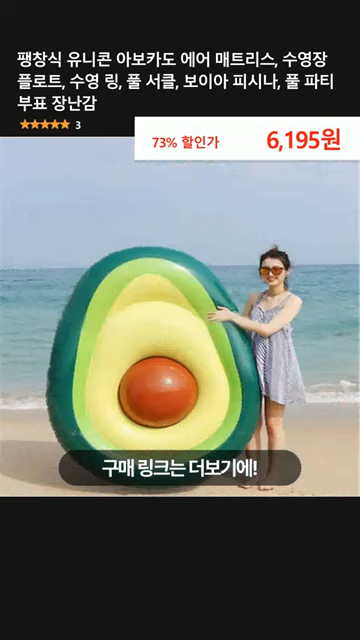 팽창식 유니콘 아보카도 에어 매트리스, 수영장
플로트, 수영 링, 풀 서클, 보이아 피시나, 풀 파티
부표 장난감
★★★★★ 3
73% 할인가 6,195원
구매 링크는 더보기에!